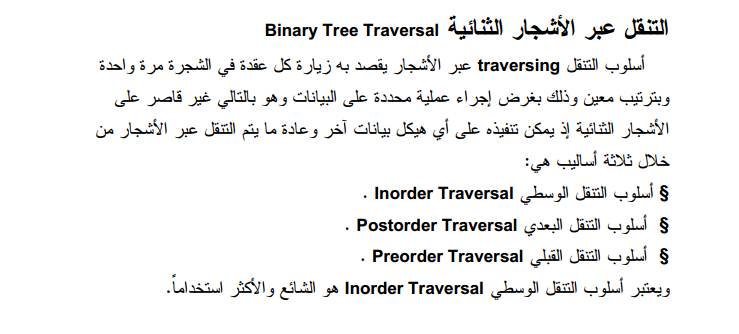 التنقل عبر الأشجار الثنائية Binary Tree Traversal
أسلوب التنقل traversing عبر الأشجار يقصد به زيارة كل عقدة في الشجرة مرة واحدة
وبترتيب معين وذلك بغرض إجراء عملية محددة على البيانات وهو بالتالي غير قاصر على
الأشجار الثنائية إذ يمكن تنفيذه على أي هيكل بيانات آخر وعادة ما يتم التنقل عبر الأشجار من
خلال ثلاثة أساليب هي:
§ أسلوب التنقل الوسطي Inorder Traversal .
§ أسلوب التنقل البعدي Postorder Traversal .
§ أسلوب التنقل القبلي Preorder Traversal .
ويعتبر أسلوب التنقل الوسطي Inorder Traversal هو الشائع والأكثر استخداماً.